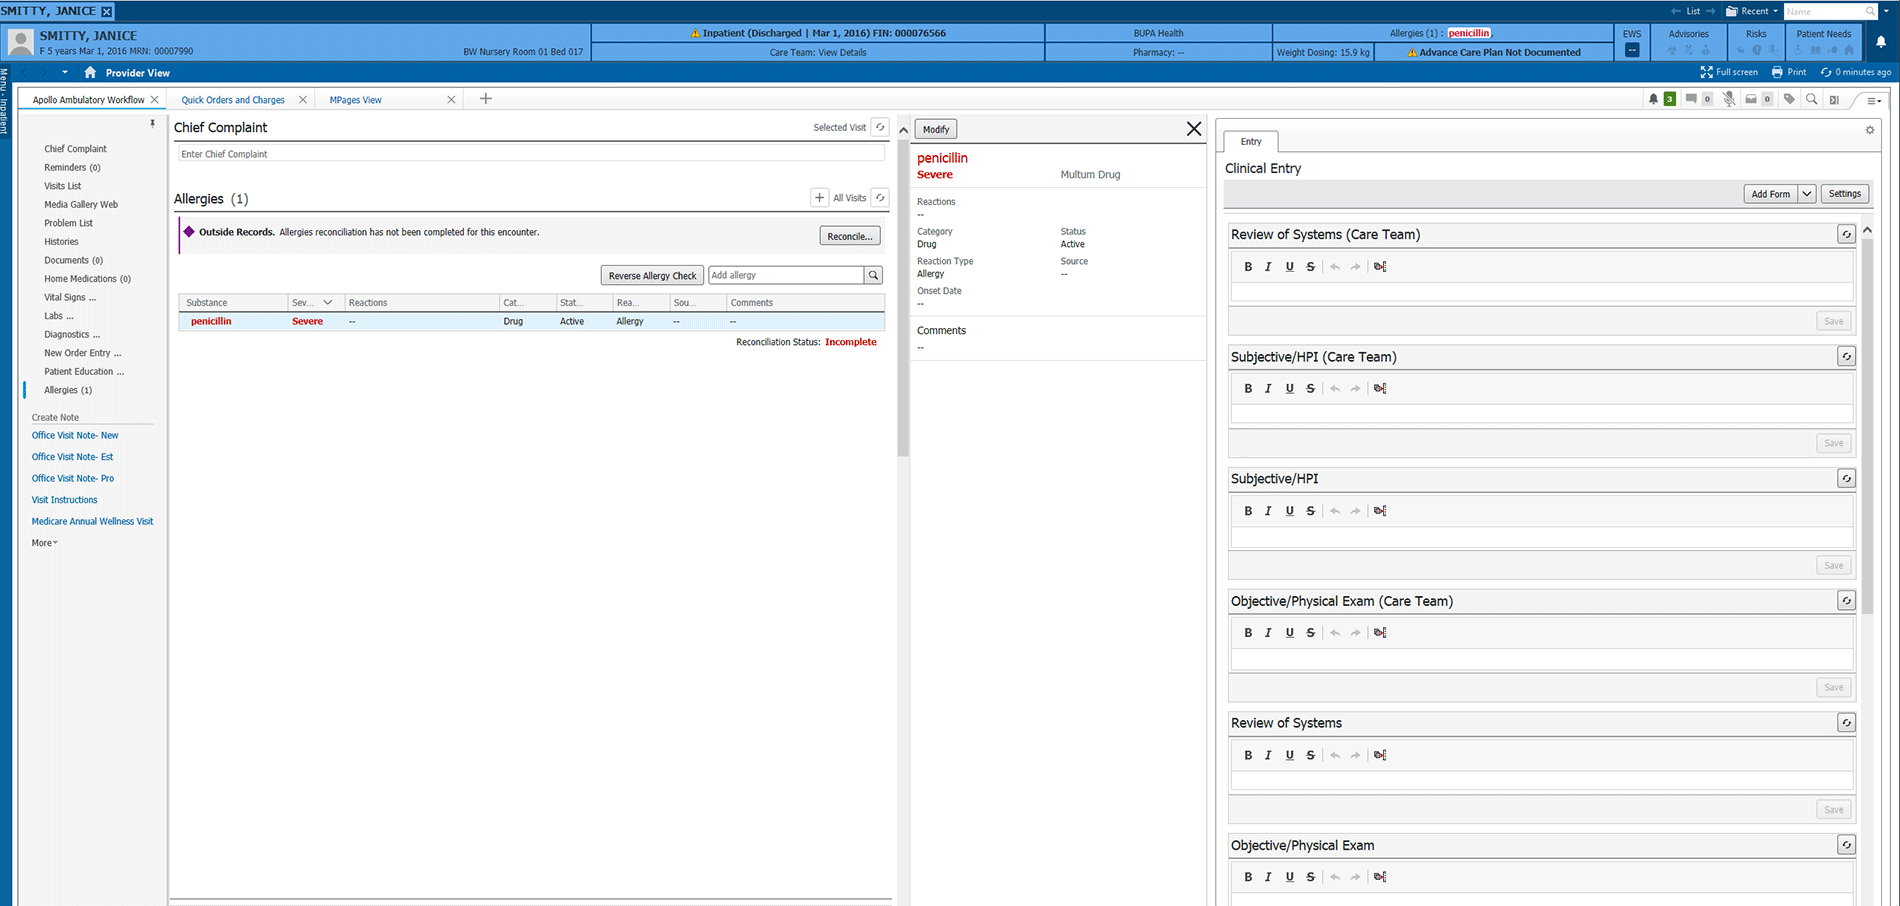 SMITTY, JANICE
List Recent Name
SMITTY, JANICE
F 5 years Mar 1, 2016 MRN: 00007990
BW Nursery Room 01 Bed 017
Inpatient (Discharged | Mar 1, 2016) FIN: 000076566
Care Team: View Details
BUPA Health
Pharmacy: --
Allergies (1) : penicillin,
Weight Dosing: 15.9 kg
Advance Care Plan Not Documented
EWS
--
Advisories
Risks
Patient Needs
Menu - Inpatient
Provider View
Full screen Print 0 minutes ago
Apollo Ambulatory Workflow
Quick Orders and Charges
MPages View
3 0 0
Chief Complaint
Reminders (0)
Visits List
Media Gallery Web
Problem List
Histories
Documents (0)
Home Medications (0)
Vital Signs ...
Labs ...
Diagnostics ...
New Order Entry ...
Patient Education ...
Allergies (1)
Create Note
Office Visit Note- New
Office Visit Note- Est
Office Visit Note- Pro
Visit Instructions
Medicare Annual Wellness Visit
More
Chief Complaint
Selected Visit
Enter Chief Complaint
Allergies (1)
All Visits
Outside Records. Allergies reconciliation has not been completed for this encounter.
Reconcile...
Reverse Allergy Check
Add allergy
Substance Sev... Reactions Cat... Stat... Rea... Sou... Comments
penicillin Severe -- Drug Active Allergy -- --
Reconciliation Status: Incomplete
Modify
penicillin
Severe Multum Drug
Reactions
--
Category Status
Drug Active
Reaction Type Source
Allergy --
Onset Date
--
Comments
--
Entry
Clinical Entry
Add Form Settings
Review of Systems (Care Team)
B I U S
Save
Subjective/HPI (Care Team)
B I U S
Save
Subjective/HPI
B I U S
Save
Objective/Physical Exam (Care Team)
B I U S
Save
Review of Systems
B I U S
Save
Objective/Physical Exam
B I U S